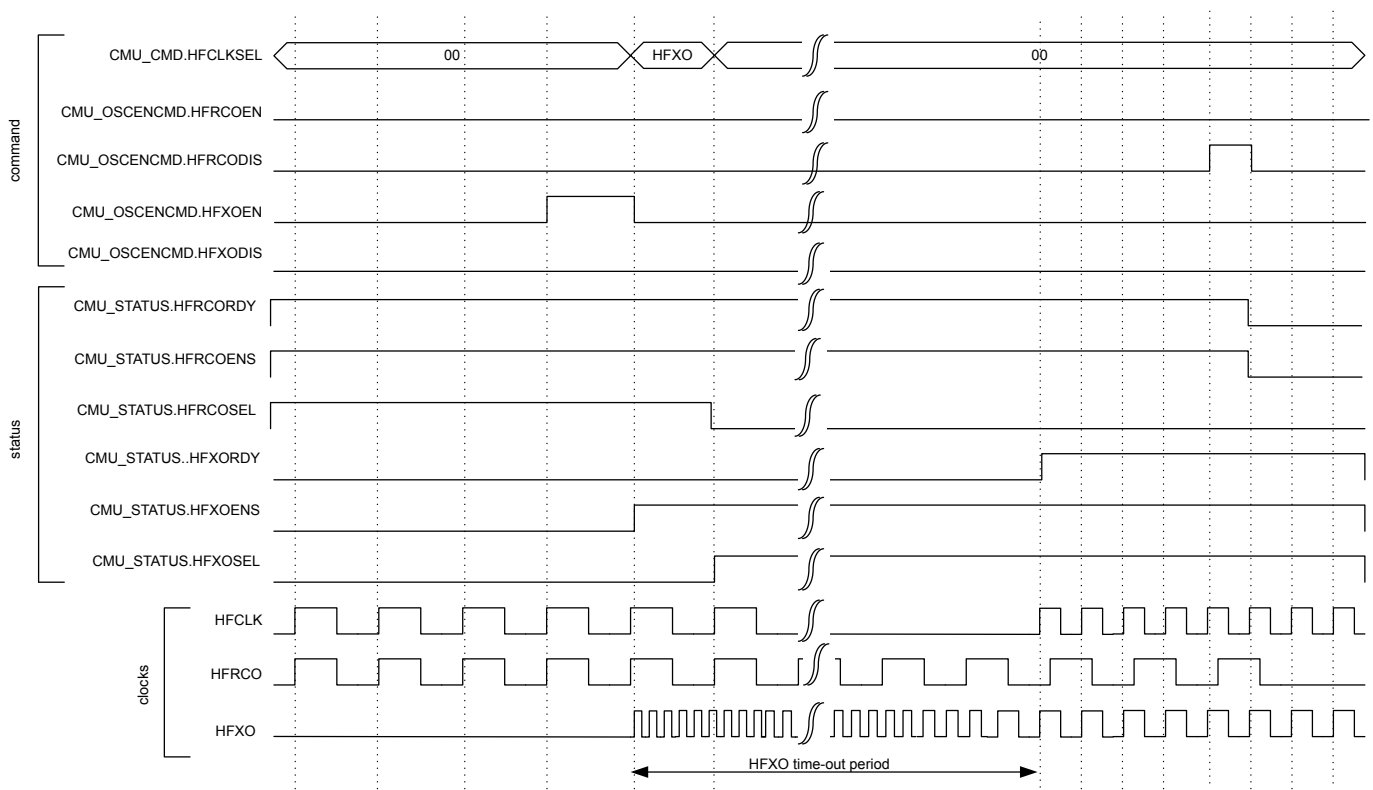 CMU_CMD.HFCLKSEL
00
HFXO
00
command
CMU_OSCENCMD.HFRCOEN
CMU_OSCENCMD.HFRCODIS
CMU_OSCENCMD.HFXOEN
CMU_OSCENCMD.HFXODIS
status
CMU_STATUS.HFRCORDY
CMU_STATUS.HFRCOENS
CMU_STATUS.HFRCOSEL
CMU_STATUS..HFXORDY
CMU_STATUS.HFXOENS
CMU_STATUS.HFXOSEL
clocks
HFCLK
HFRCO
HFXO
HFXO time-out period